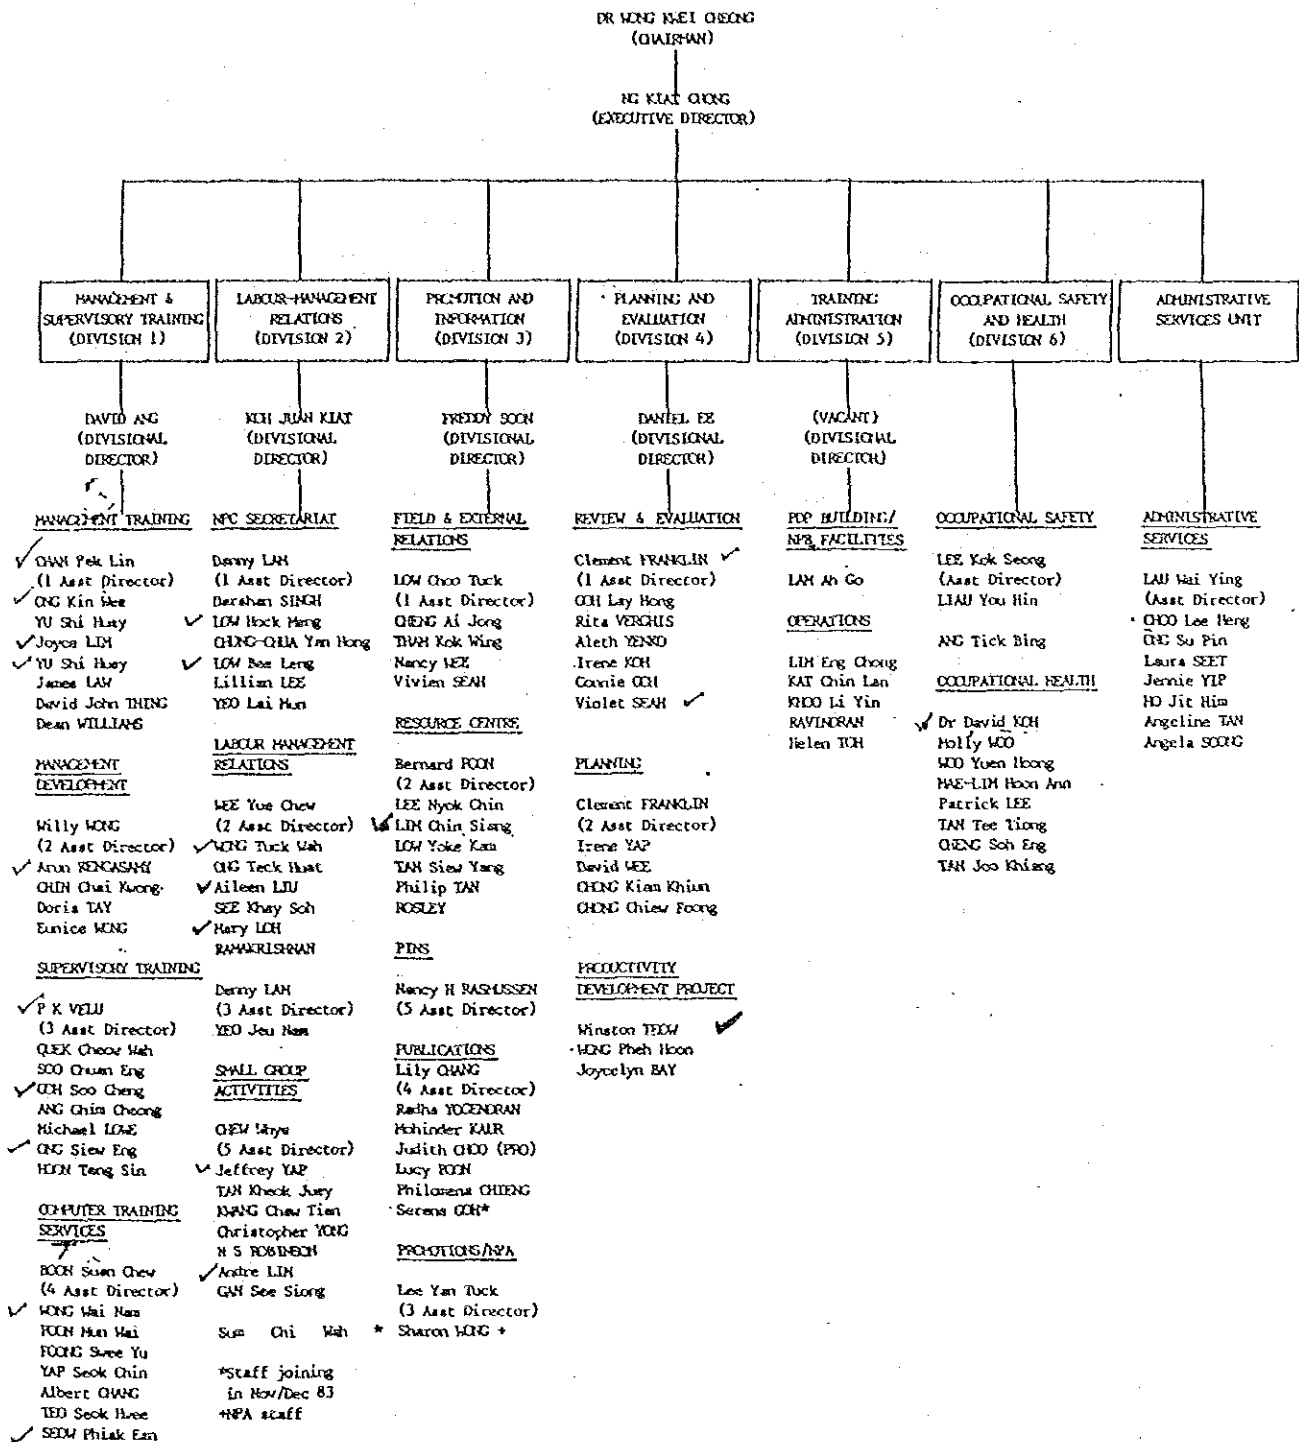 DR WONG KWEI CHEONG
(CHAIRMAN)
NG KIAT CHONG
(EXECUTIVE DIRECTOR)
MANAGEMENT &
SUPERVISORY TRAINING
(DIVISION 1)
DAVID ANG
(DIVISIONAL
DIRECTOR)
MANAGEMENT TRAINING
CHAN Pek Lin
(1 Asst Director)
ONG Kin Wee
YU Shi Huey
Joyce LIM
YU Shi Huey
James LAW
David John THING
Dean WILLIAMS
MANAGEMENT
DEVELOPMENT
Willy WONG
(2 Asst Director)
Arun RENGASAMY
CHIN Chai Kwong
Doris TAY
Eunice WONG
SUPERVISORY TRAINING
P K VELU
(3 Asst Director)
QUEK Cheow Wah
SOO Chuan Eng
GOH Soo Cheng
ANG Chim Cheong
Michael LOWE
ONG Siew Eng
HOON Teng Sin
COMPUTER TRAINING
SERVICES
BOON Suan Chew
(4 Asst Director)
WONG Wai Nam
POON Mun Wai
FOONG Swee Yu
YAP Seok Chin
Albert CHANG
TEO Seok Hwee
SEOW Phiak Ean
LABOUR-MANAGEMENT
RELATIONS
(DIVISION 2)
KOH JUAN KIAT
(DIVISIONAL
DIRECTOR)
NPC SECRETARIAT
Denny LAM
(1 Asst Director)
Darshan SINGH
LOW Hock Meng
CHUNG-CHUA Yan Hong
LOW Bee Leng
Lillian LEE
YEO Lai Hun
LABOUR MANAGEMENT
RELATIONS
WEE Yue Chew
(2 Asst Director)
WONG Tuck Wah
ONG Teck Huat
Aileen LIU
SEE Khay Soh
Mary LOH
RAMAKRISHNAN
Denny LAM
(3 Asst Director)
YEO Jeu Nam
SMALL GROUP
ACTIVITIES
CHEW
(5 Asst Director)
Jeffrey YAP
TAN Kheok Juey
KWANG Chew Tien
Christopher YONG
N S ROBINSON
Andre LIM
GAN See Siong
Sum Chi Wah *
*Staff joining
in Nov/Dec 83
+NPA staff
PROMOTION AND
INFORMATION
(DIVISION 3)
FREDDY SOON
(DIVISIONAL
DIRECTOR)
FIELD & EXTERNAL
RELATIONS
LOW Choo Tuck
(1 Asst Director)
CHENG Ai Jong
THAM Kok Wing
Nancy WEE
Vivien SEAH
RESOURCE CENTRE
Bernard POON
(2 Asst Director)
LEE Nyok Chin
LIM Chin Siang
LOW Yoke Kam
TAN Siew Yang
Philip TAN
ROSLEY
PINS
Nancy H RASMUSSEN
(5 Asst Director)
PUBLICATIONS
Lily CHANG
(4 Asst Director)
Radha YOGENDRAN
Mohinder KAUR
Judith CHOO (PRO)
Lucy POON
Philomena CHIENG
Serena GOH*
PROMOTIONS/NPA
Lee Yan Tuck
(3 Asst Director)
Sharon WONG +
PLANNING AND
EVALUATION
(DIVISION 4)
DANIEL EE
(DIVISIONAL
DIRECTOR)
REVIEW & EVALUATION
Clement FRANKLIN
(1 Asst Director)
OOH Lay Hong
Rita VERGHIS
Aleth YENKO
Irene KOH
Connie OOH
Violet SEAH
PLANNING
Clement FRANKLIN
(2 Asst Director)
Irene YAP
David WEE
CHONG Kian Khiun
CHONG Chiew Foong
PRODUCTIVITY
DEVELOPMENT PROJECT
Winston TEOW
WONG Pheh Hoon
Joycelyn BAY
TRAINING
ADMINISTRATION
(DIVISION 5)
(VACANT)
(DIVISIONAL
DIRECTOR)
PDP BUILDING/
NPB FACILITIES
LAM Ah Go
OPERATIONS
LIM Eng Chong
KAT Chin Lan
KHOO Li Yin
RAVINDRAN
Helen TOH
OCCUPATIONAL SAFETY
AND HEALTH
(DIVISION 6)
OCCUPATIONAL SAFETY
LEE Kok Seong
(Asst Director)
LIAU You Hin
ANG Tick Bing
OCCUPATIONAL HEALTH
Dr David KOH
Molly WOO
WOO Yuen Hoong
MAE-LIM Hoon Ann
Patrick LEE
TAN Tee Tiong
CHENG Soh Eng
TAN Joo Khiang
ADMINISTRATIVE
SERVICES UNIT
ADMINISTRATIVE
SERVICES
LAU Wai Ying
(Asst Director)
CHOO Lee Heng
ONG Su Pin
Laura SEET
Jennie YIP
HO Jit Him
Angeline TAN
Angela SOONG